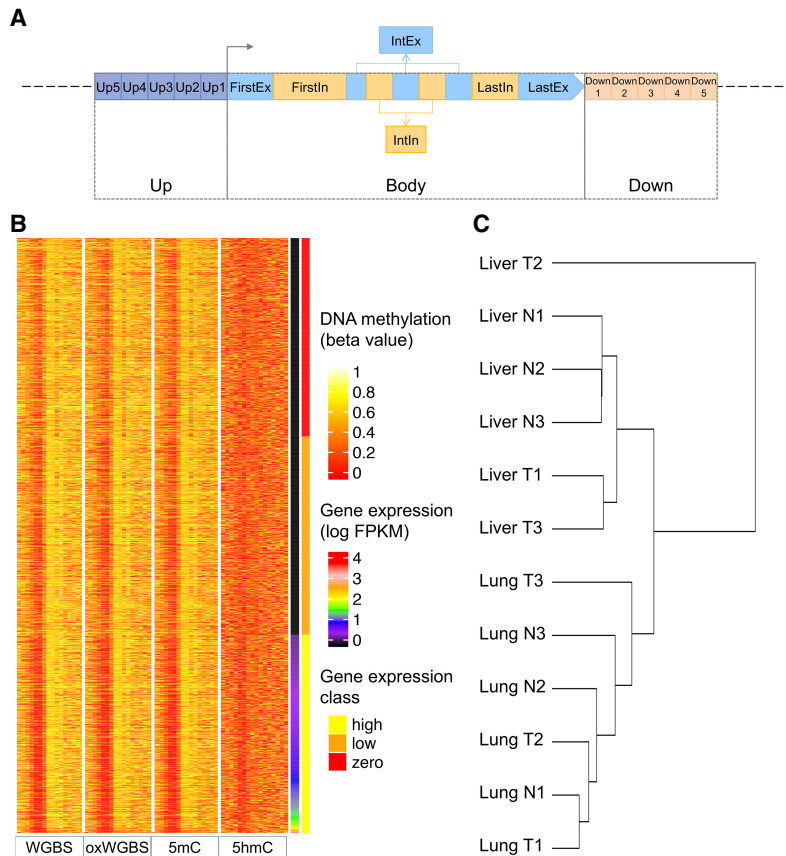 A
IntEx
Up5 Up4 Up3 Up2 Up1 FirstEx FirstIn LastIn LastEx Down 1 Down 2 Down 3 Down 4 Down 5
IntIn
Up Body Down
B
DNA methylation
(beta value)
1
0.8
0.6
0.4
0.2
0
Gene expression
(log FPKM)
4
3
2
1
0
Gene expression
class
high
low
zero
WGBS oxWGBS 5mC 5hmC
C
Liver T2
Liver N1
Liver N2
Liver N3
Liver T1
Liver T3
Lung T3
Lung N3
Lung N2
Lung T2
Lung N1
Lung T1